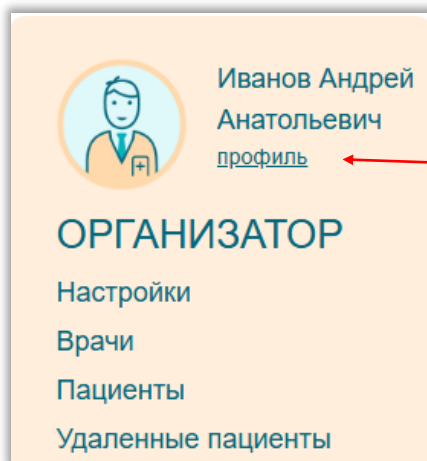 Иванов Андрей
Анатольевич
профиль
ОРГАНИЗАТОР
Настройки
Врачи
Пациенты
Удаленные пациенты